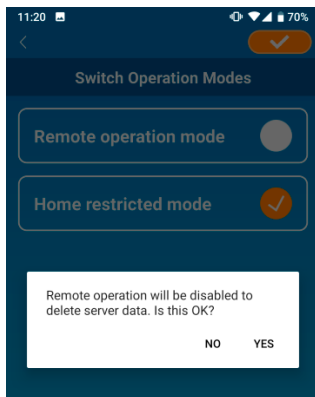 11:20 70%
Switch Operation Modes
Remote operation mode
Home restricted mode
Remote operation will be disabled to
delete server data. Is this OK?
NO YES